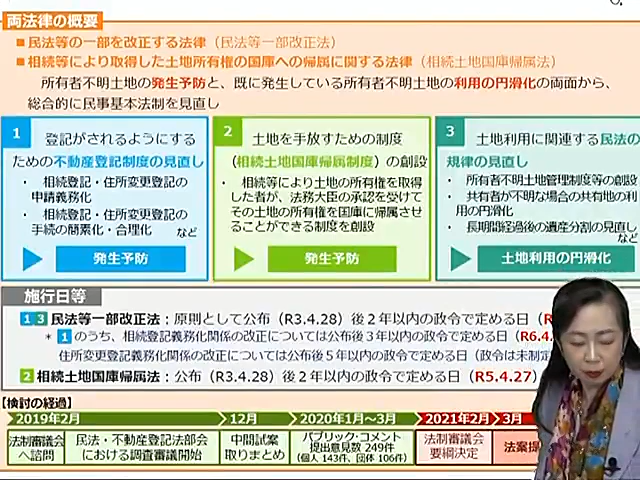 両法律の概要
■ 民法等の一部を改正する法律（民法等一部改正法）
■ 相続等により取得した土地所有権の国庫への帰属に関する法律（相続土地国庫帰属法）
所有者不明土地の発生予防と、既に発生している所有者不明土地の利用の円滑化の両面から、
総合的に民事基本法制を見直し
1 登記がされるようにする
ための不動産登記制度の見直し
・ 相続登記・住所変更登記の
申請義務化
・ 相続登記・住所変更登記の
手続の簡素化・合理化 など
発生予防
2 土地を手放すための制度
（相続土地国庫帰属制度）の創設
・ 相続等により土地の所有権を取得
した者が、法務大臣の承認を受けて
その土地の所有権を国庫に帰属させ
ることができる制度を創設
発生予防
3 土地利用に関連する民法の
規律の見直し
・ 所有者不明土地管理制度等の創設
・ 共有者が不明な場合の共有地の利
用の円滑化
・ 長期間経過後の遺産分割の見直し
など
土地利用の円滑化
施行日等
1 3 民法等一部改正法：原則として公布（R3.4.28）後２年以内の政令で定める日（R
* 1のうち、相続登記義務化関係の改正については公布後３年以内の政令で定める日（R6.4.
住所変更登記義務化関係の改正については公布後５年以内の政令で定める日（政令は未制定
2 相続土地国庫帰属法：公布（R3.4.28）後２年以内の政令で定める日（R5.4.27）
【検討の経過】
2019年2月 12月 2020年1月～3月 2021年2月 3月
法制審議会
へ諮問
民法・不動産登記法部会
における調査審議開始
中間試案
取りまとめ
パブリック・コメント
提出意見数 249件
（個人 143件、団体 106件）
法制審議会
要綱決定
法案提